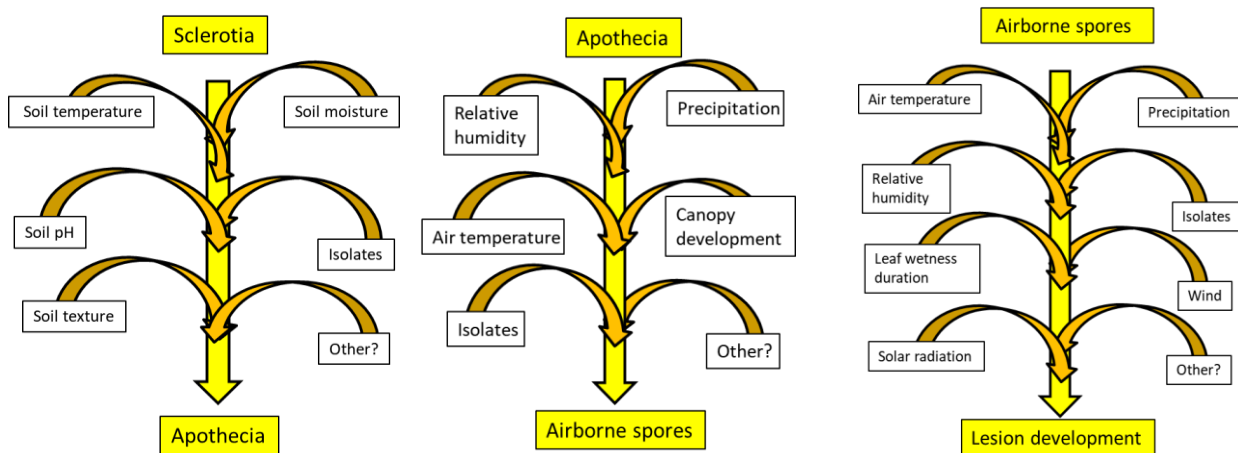 Sclerotia
Soil temperature
Soil moisture
Soil pH
Isolates
Soil texture
Other?
Apothecia
Apothecia
Relative
humidity
Precipitation
Air temperature
Canopy
development
Isolates
Other?
Airborne spores
Airborne spores
Air temperature
Precipitation
Relative
humidity
Isolates
Leaf wetness
duration
Wind
Solar radiation
Other?
Lesion development